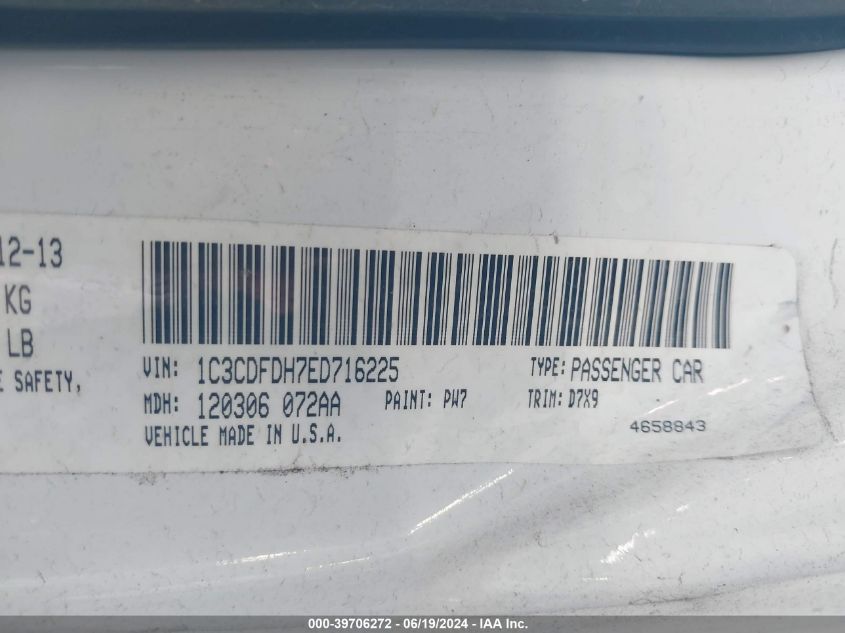 12-13
KG
LB
E SAFETY,
VIN: 1C3CDFDH7ED716225 TYPE: PASSENGER CAR
MDH: 120306 072AA PAINT: PW7 TRIM: D7X9
VEHICLE MADE IN U.S.A. 4658843
000-39706272 - 06/19/2024 - IAA Inc.